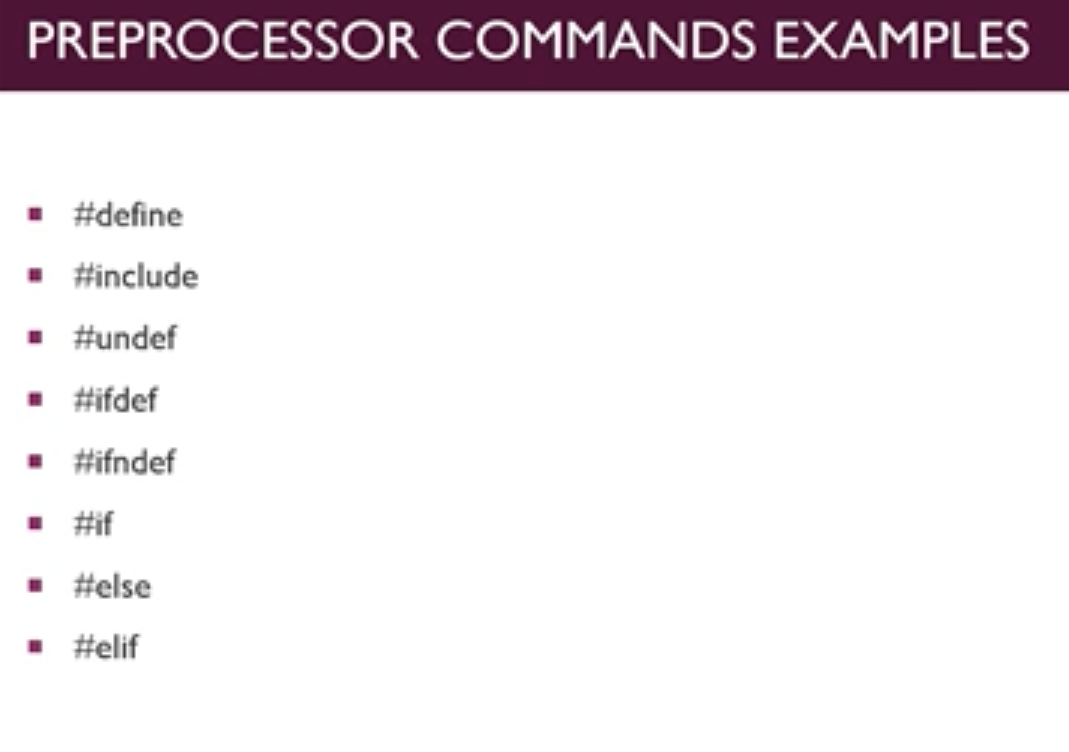 PREPROCESSOR COMMANDS EXAMPLES
#define
#include
#undef
#ifdef
#ifndef
#if
#else
#elif